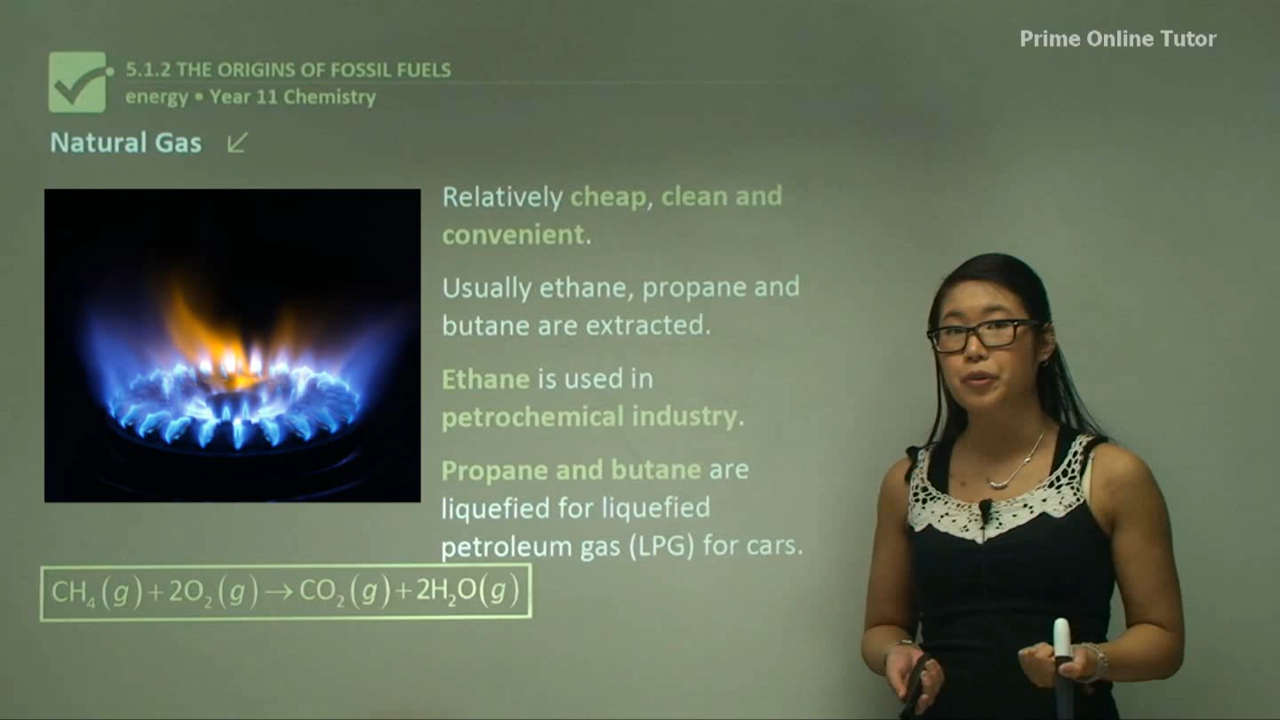 Prime Online Tutor
5.1.2 THE ORIGINS OF FOSSIL FUELS
energy • Year 11 Chemistry
Natural Gas
Relatively cheap, clean and
convenient.
Usually ethane, propane and
butane are extracted.
Ethane is used in
petrochemical industry.
Propane and butane are
liquefied for liquefied
petroleum gas (LPG) for cars.
CH₄(g)+2O₂(g)→CO₂(g)+2H₂O(g)